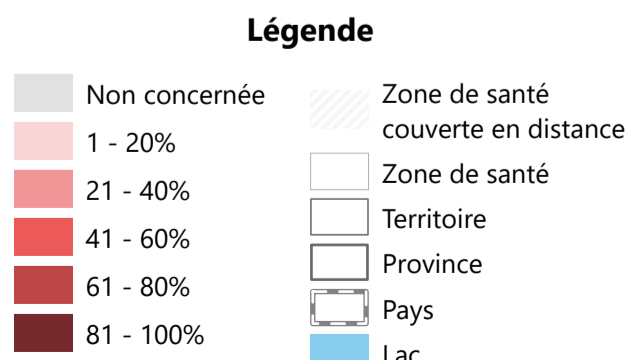 Légende
Non concernée
1 - 20%
21 - 40%
41 - 60%
61 - 80%
81 - 100%
Zone de santé
couverte en distance
Zone de santé
Territoire
Province
Pays
Lac